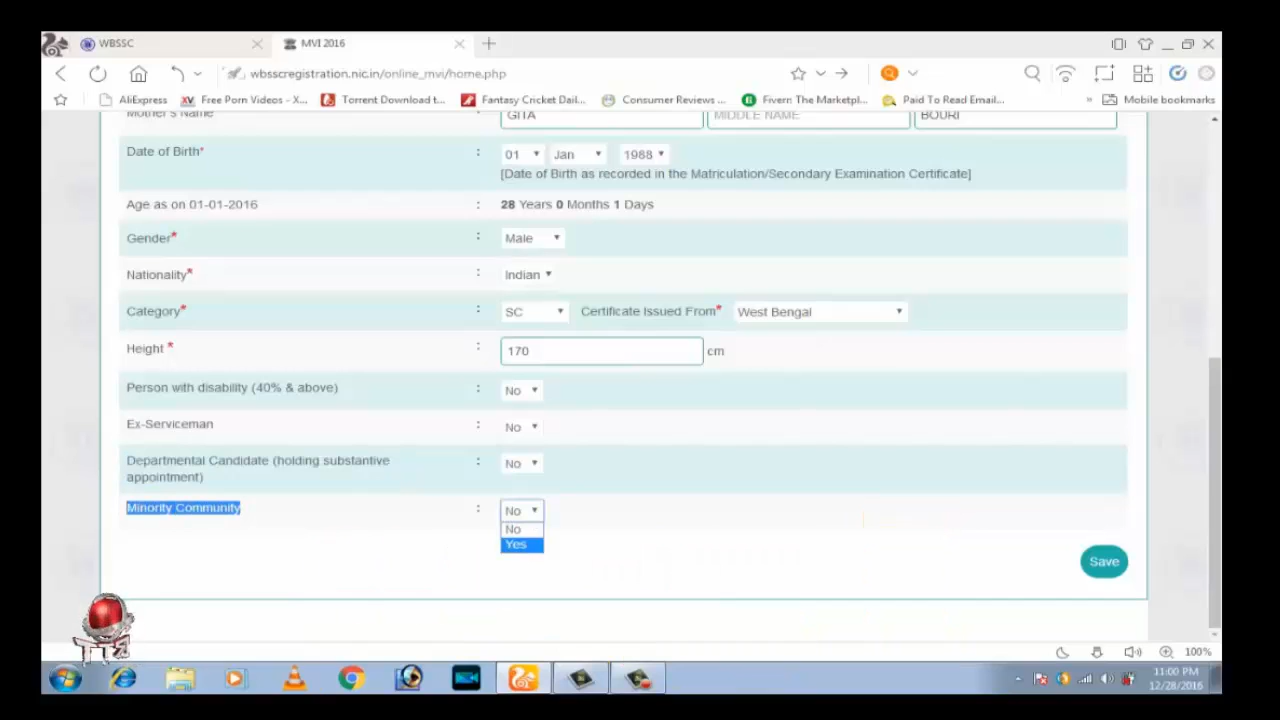 WBSSC
MVI 2016
wbsscregistration.nic.in/online_mvi/home.php
AliExpress
Free Porn Videos - X...
Torrent Download t...
Fantasy Cricket Dail...
Consumer Reviews ...
Fiverr: The Marketpl...
Paid To Read Email...
»
Mobile bookmarks
Mother's Name : GITA MIDDLE NAME BOURI
Date of Birth* : 01 Jan 1988
[Date of Birth as recorded in the Matriculation/Secondary Examination Certificate]
Age as on 01-01-2016 : 28 Years 0 Months 1 Days
Gender* : Male
Nationality* : Indian
Category* : SC Certificate Issued From* West Bengal
Height * : 170 cm
Person with disability (40% & above) : No
Ex-Serviceman : No
Departmental Candidate (holding substantive
appointment) : No
Minority Community : No
No
Yes
Save
TTR
100%
11:00 PM
12/28/2016